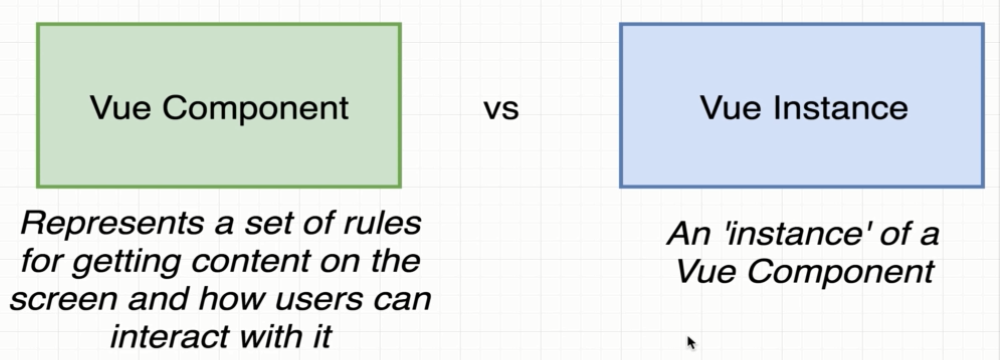 Vue Component
vs
Vue Instance
Represents a set of rules
for getting content on the
screen and how users can
interact with it
An 'instance' of a
Vue Component